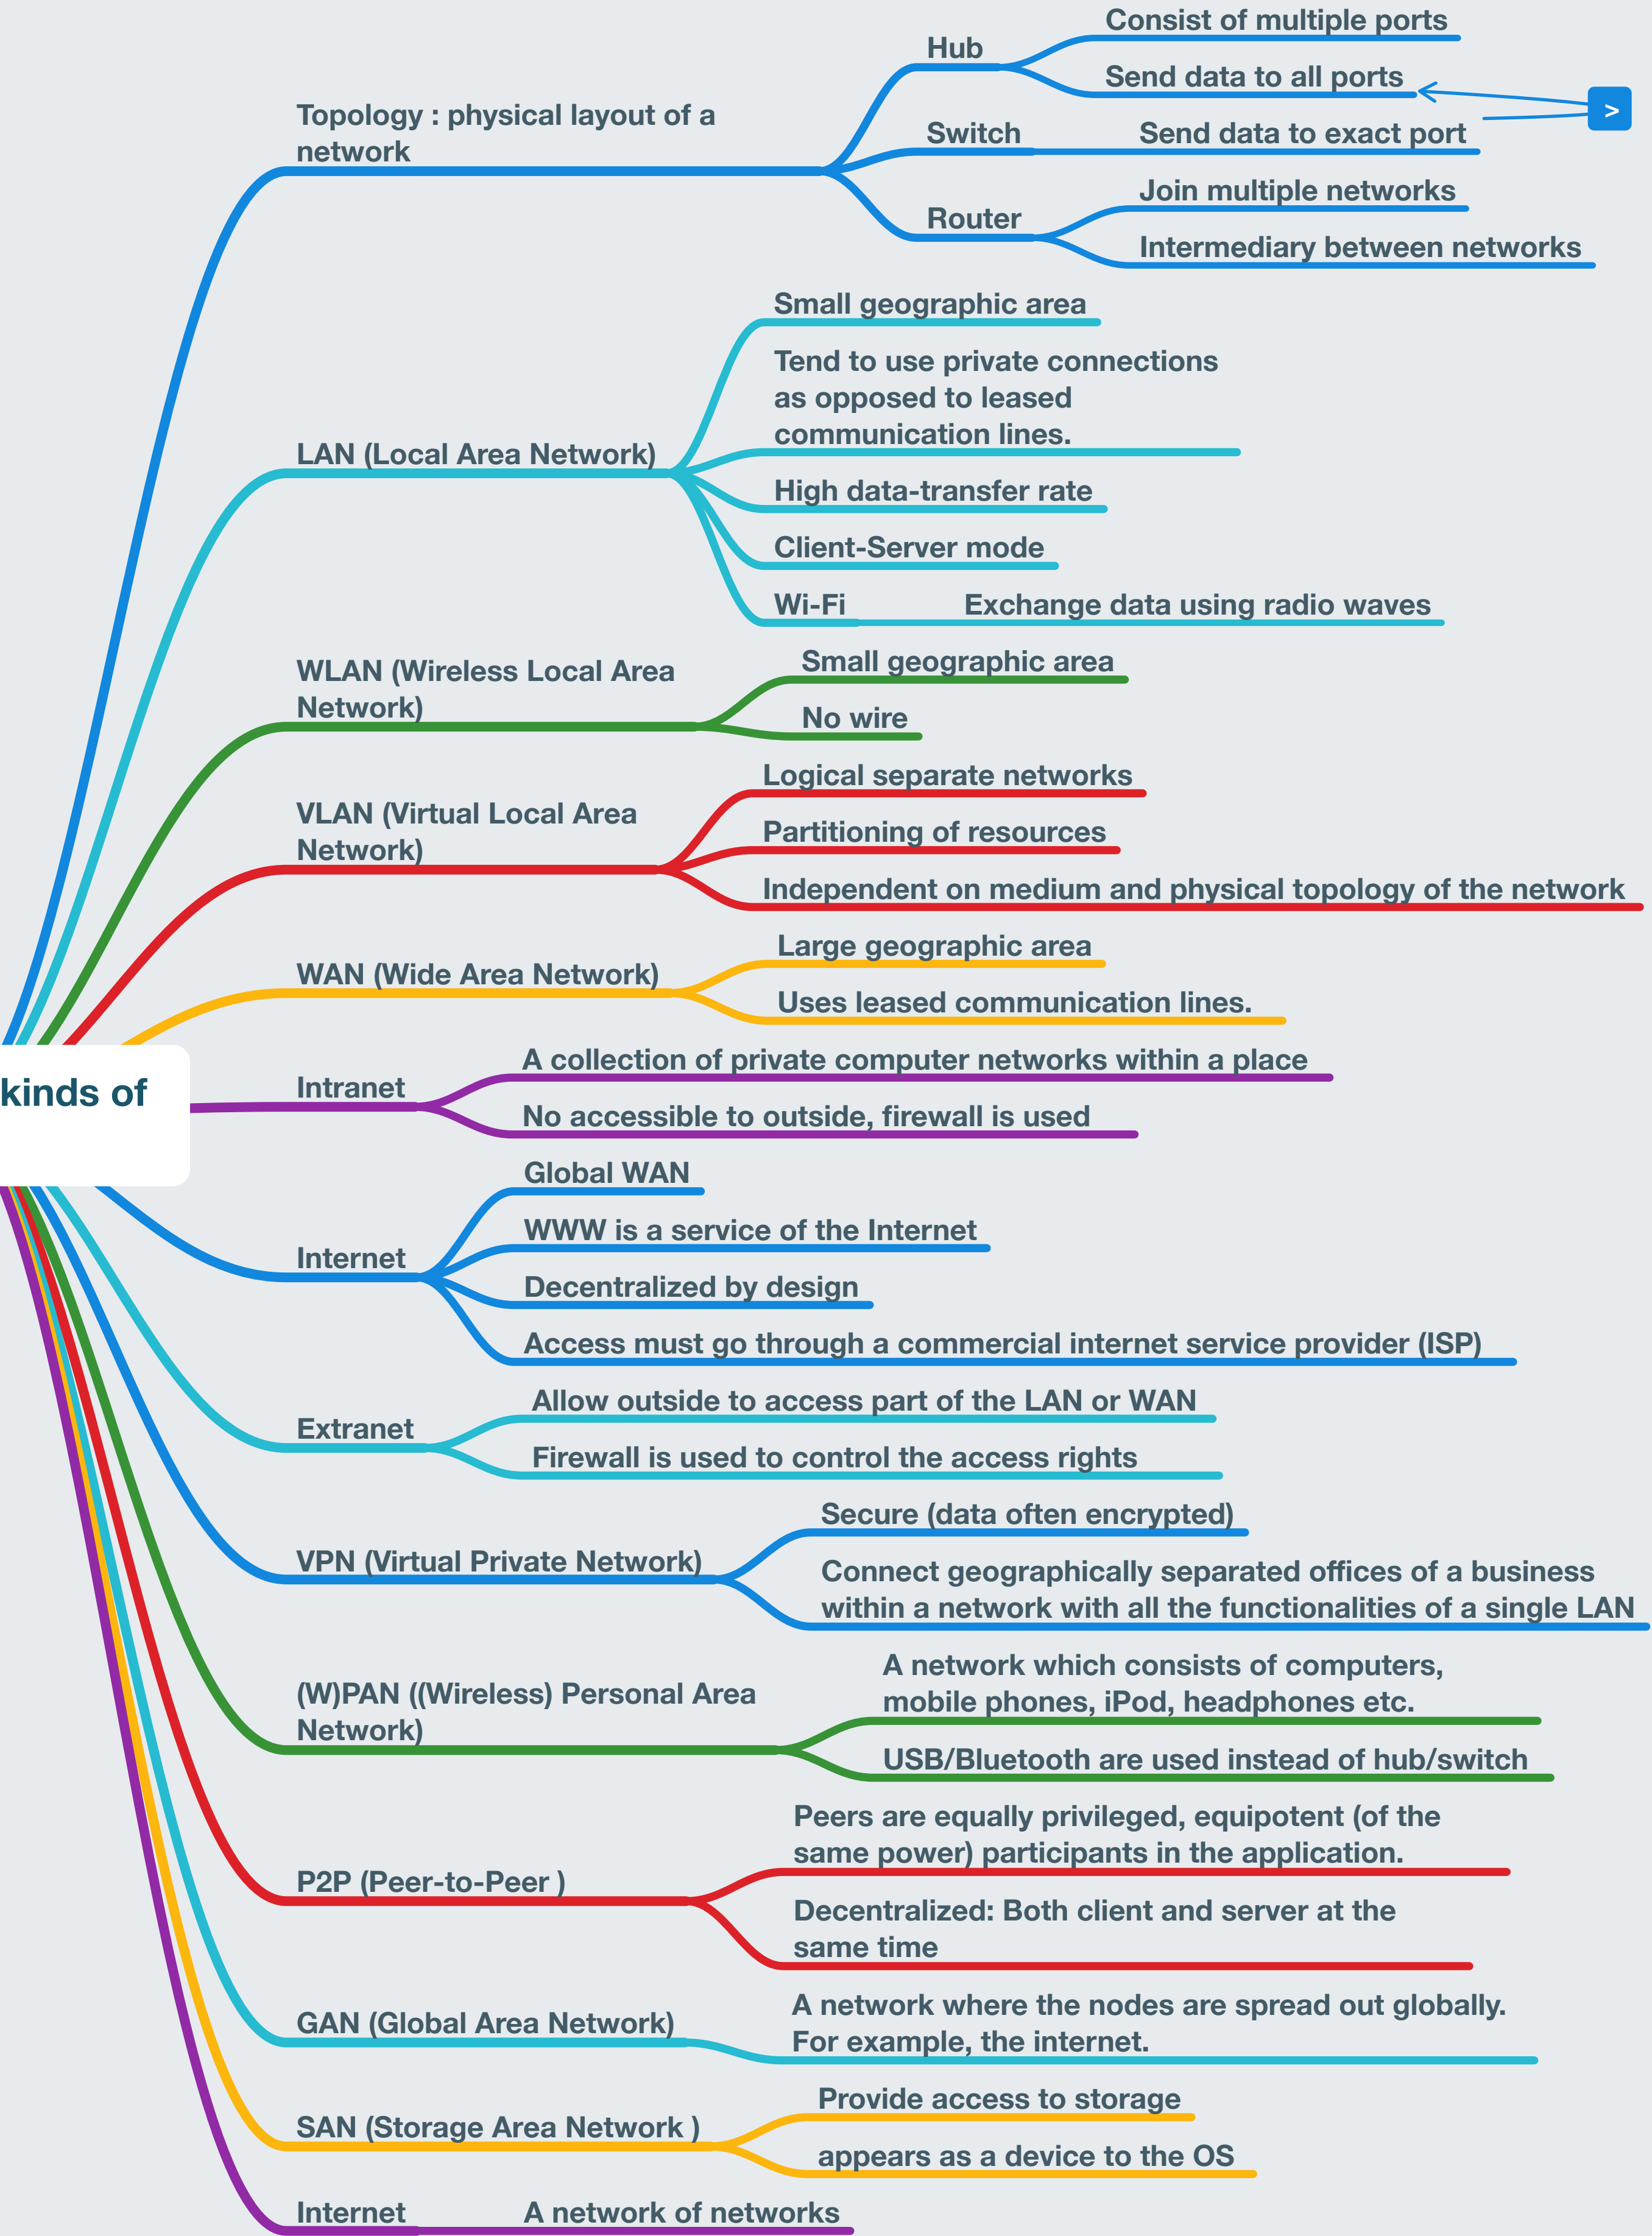 Consist of multiple ports
Hub
Send data to all ports
>
Topology : physical layout of a
network
Switch
Send data to exact port
Join multiple networks
Router
Intermediary between networks
Small geographic area
Tend to use private connections
as opposed to leased
communication lines.
LAN (Local Area Network)
High data-transfer rate
Client-Server mode
Wi-Fi
Exchange data using radio waves
WLAN (Wireless Local Area
Network)
Small geographic area
No wire
Logical separate networks
VLAN (Virtual Local Area
Network)
Partitioning of resources
Independent on medium and physical topology of the network
Large geographic area
WAN (Wide Area Network)
Uses leased communication lines.
kinds of
A collection of private computer networks within a place
Intranet
No accessible to outside, firewall is used
Global WAN
WWW is a service of the Internet
Internet
Decentralized by design
Access must go through a commercial internet service provider (ISP)
Allow outside to access part of the LAN or WAN
Extranet
Firewall is used to control the access rights
Secure (data often encrypted)
VPN (Virtual Private Network)
Connect geographically separated offices of a business
within a network with all the functionalities of a single LAN
A network which consists of computers,
mobile phones, iPod, headphones etc.
(W)PAN ((Wireless) Personal Area
Network)
USB/Bluetooth are used instead of hub/switch
Peers are equally privileged, equipotent (of the
same power) participants in the application.
P2P (Peer-to-Peer )
Decentralized: Both client and server at the
same time
A network where the nodes are spread out globally.
For example, the internet.
GAN (Global Area Network)
Provide access to storage
SAN (Storage Area Network )
appears as a device to the OS
Internet
A network of networks